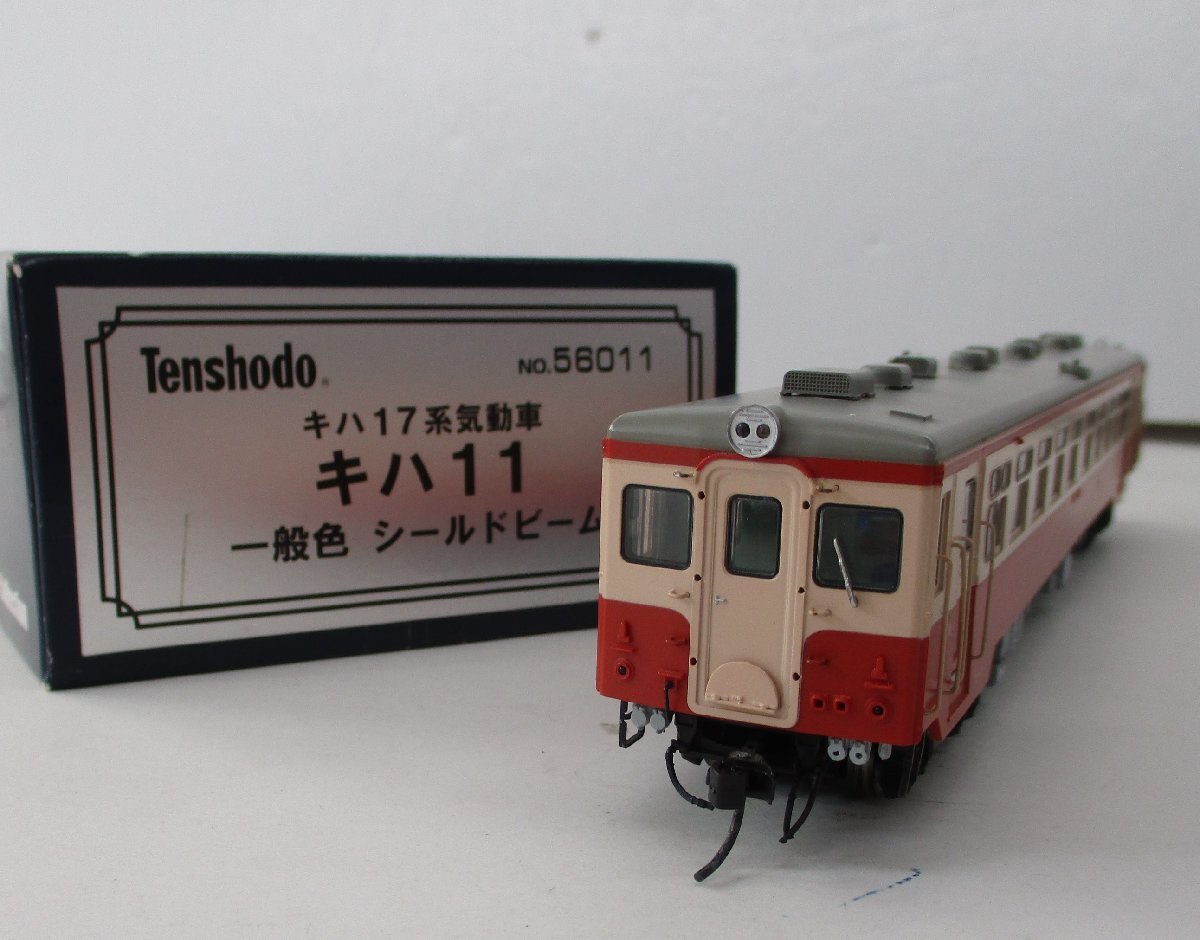 Tenshodo®
NO.56011
キハ17系気動車
キハ11
一般色 シールドビーム